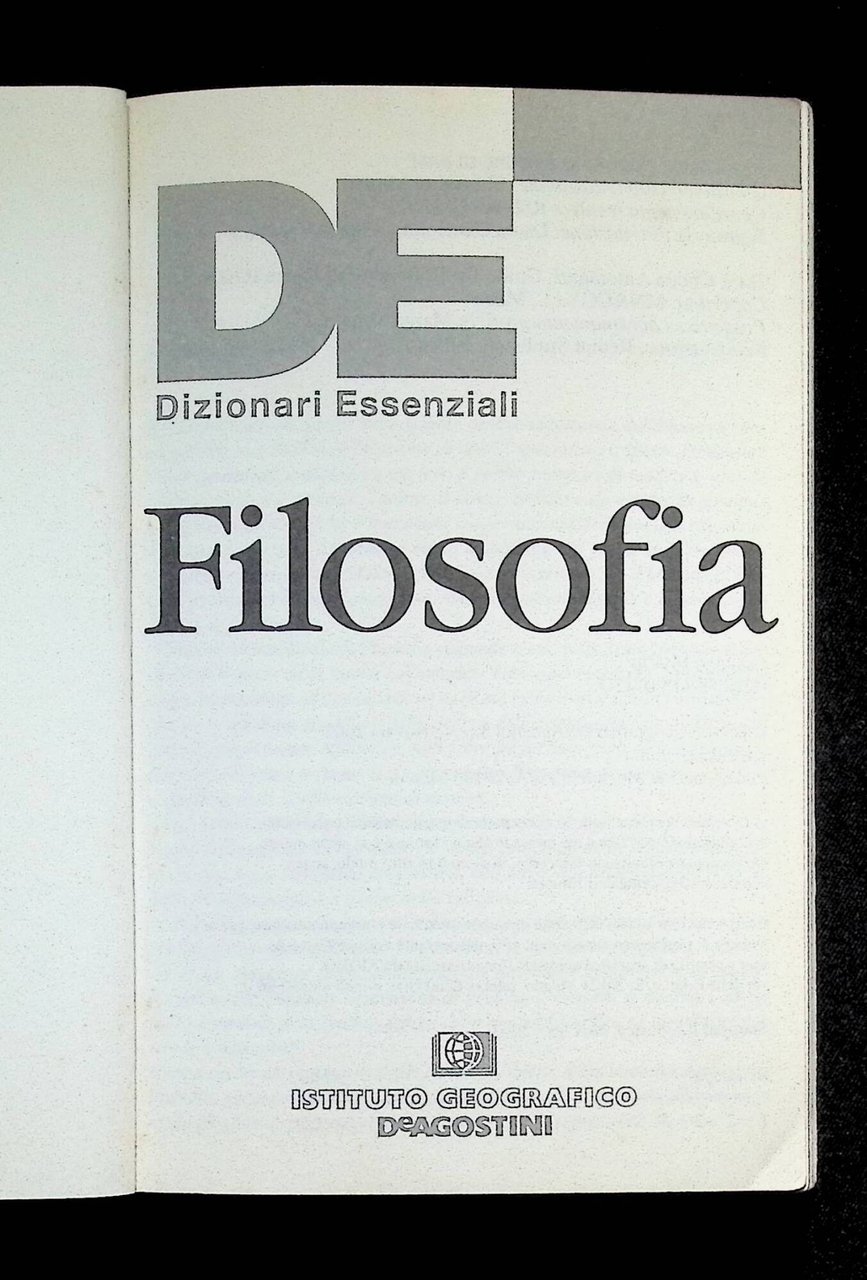 DE
Dizionari Essenziali
Filosofia
ISTITUTO GEOGRAFICO
DeAGOSTINI